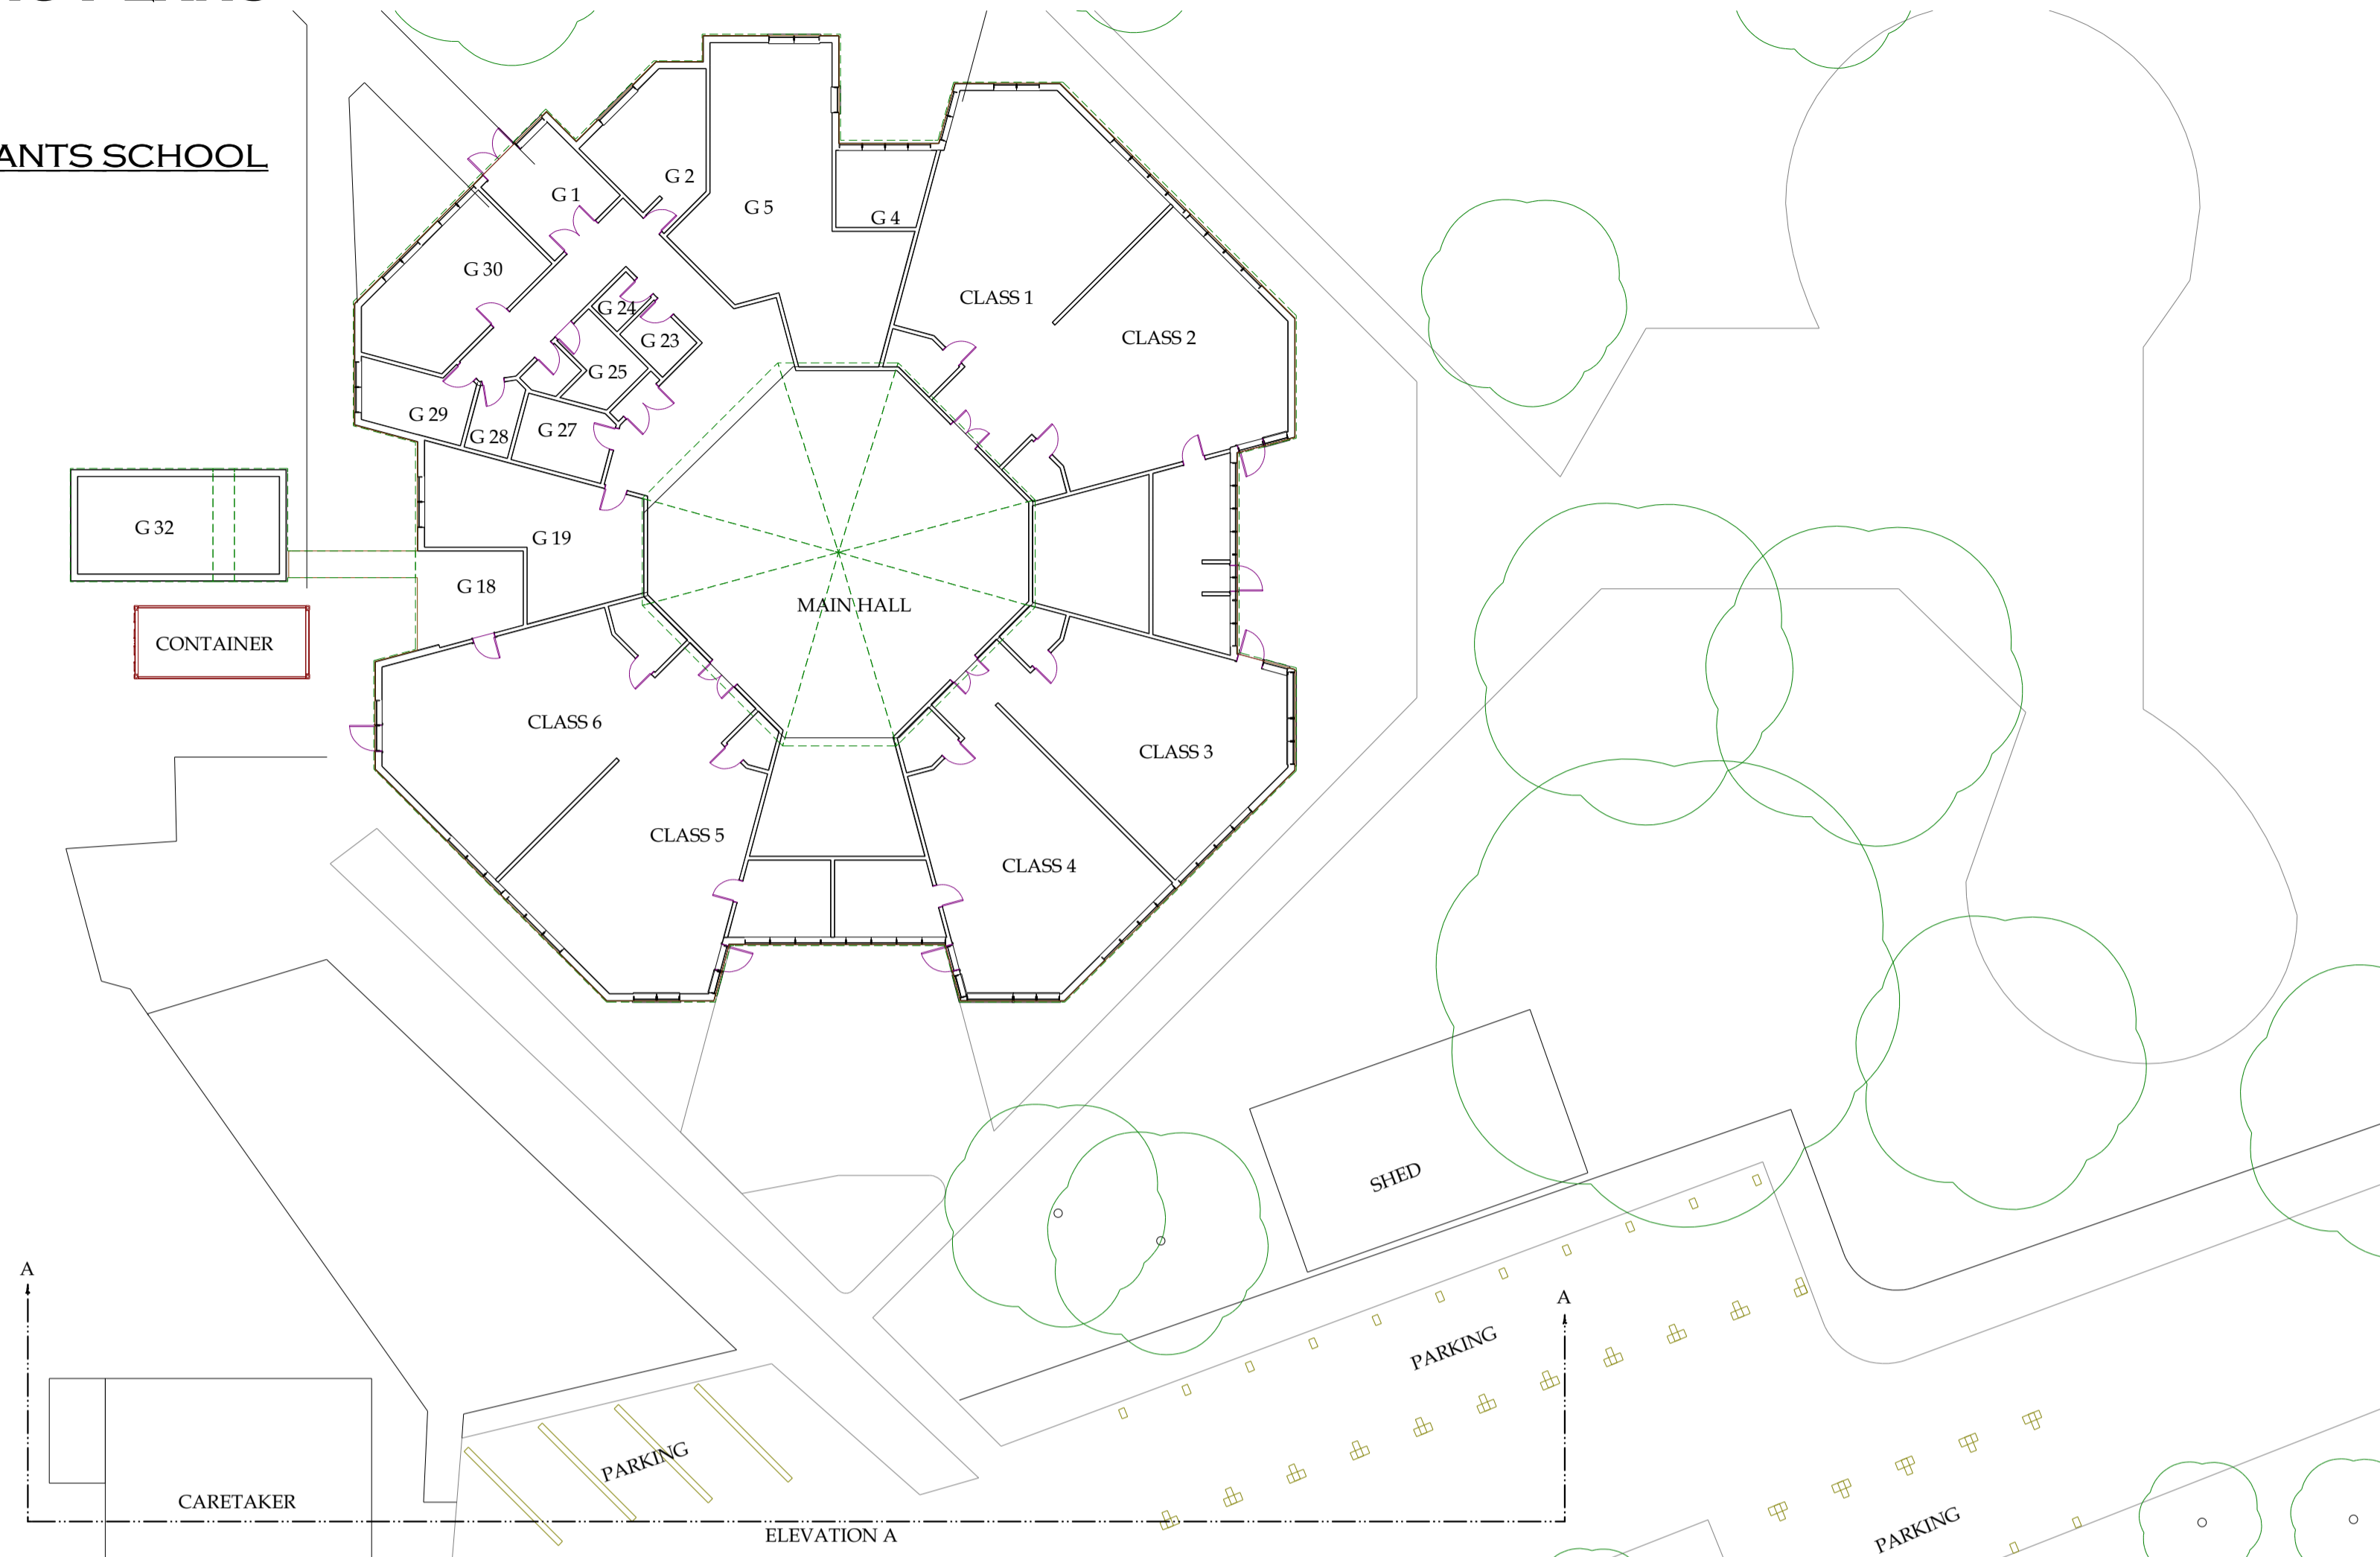 ANTS SCHOOL
G 2
G 1
G 5
G 4
G 30
CLASS 1
G 24
CLASS 2
G 23
G 25
G 29
G 27
G 28
G 32
G 19
G 18
MAIN HALL
CONTAINER
CLASS 6
CLASS 3
CLASS 5
CLASS 4
SHED
A
A
PARKING
PARKING
CARETAKER
PARKING
ELEVATION A